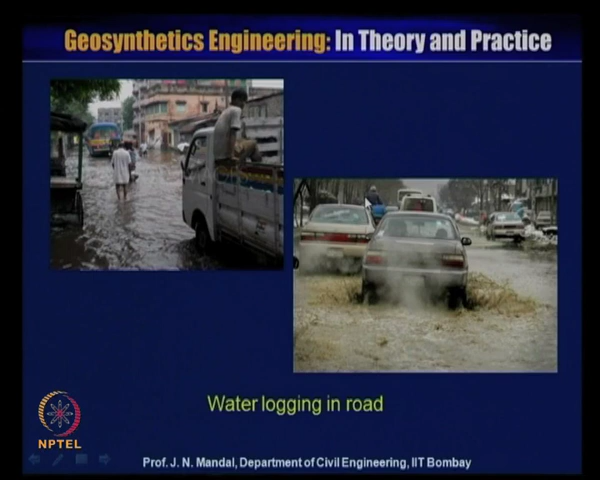 Geosynthetics Engineering: In Theory and Practice
Water logging in road
NPTEL
Prof. J. N. Mandal, Department of Civil Engineering, IIT Bombay